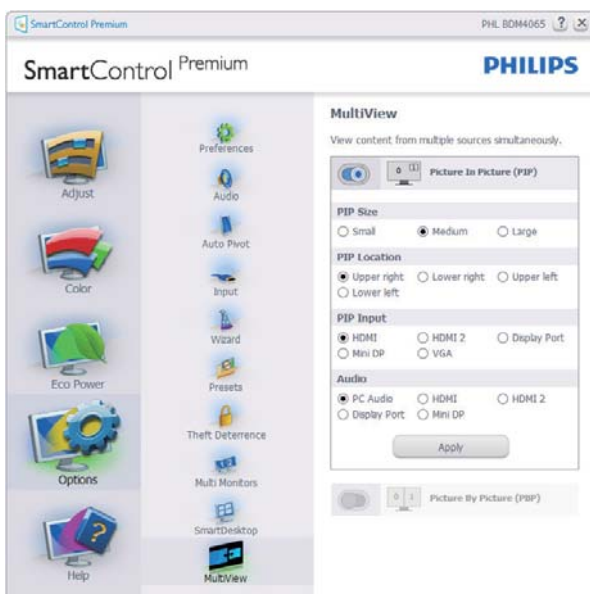 SmartControl Premium
PHL BDM4065 ? X
SmartControl Premium
PHILIPS
Adjust
Color
Eco Power
Options
Help
Preferences
Audio
Auto Pivot
Input
Wizard
Presets
Theft Deterrence
Multi Monitors
SmartDesktop
MultiView
MultiView
View content from multiple sources simultaneously.
0 1 Picture In Picture (PIP)
PIP Size
Small Medium Large
PIP Location
Upper right Lower right Upper left
Lower left
PIP Input
HDMI HDMI 2 Display Port
Mini DP VGA
Audio
PC Audio HDMI HDMI 2
Display Port Mini DP
Apply
0 1 Picture By Picture (PBP)